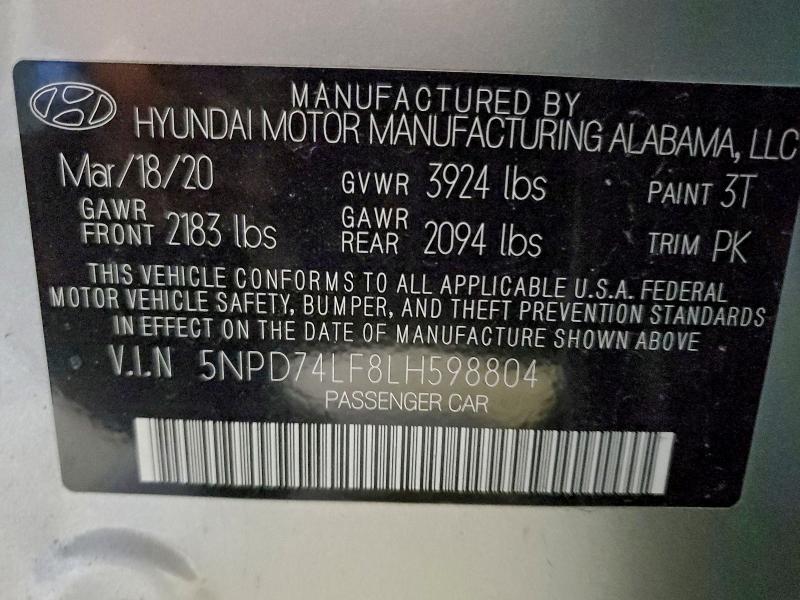 MANUFACTURED BY
HYUNDAI MOTOR MANUFACTURING ALABAMA, LLC
Mar/18/20 GVWR 3924 lbs PAINT 3T
GAWR FRONT 2183 lbs GAWR REAR 2094 lbs TRIM PK
THIS VEHICLE CONFORMS TO ALL APPLICABLE U.S.A. FEDERAL
MOTOR VEHICLE SAFETY, BUMPER, AND THEFT PREVENTION STANDARDS
IN EFFECT ON THE DATE OF MANUFACTURE SHOWN ABOVE.
V.I.N 5NPD74LF8LH598804
PASSENGER CAR